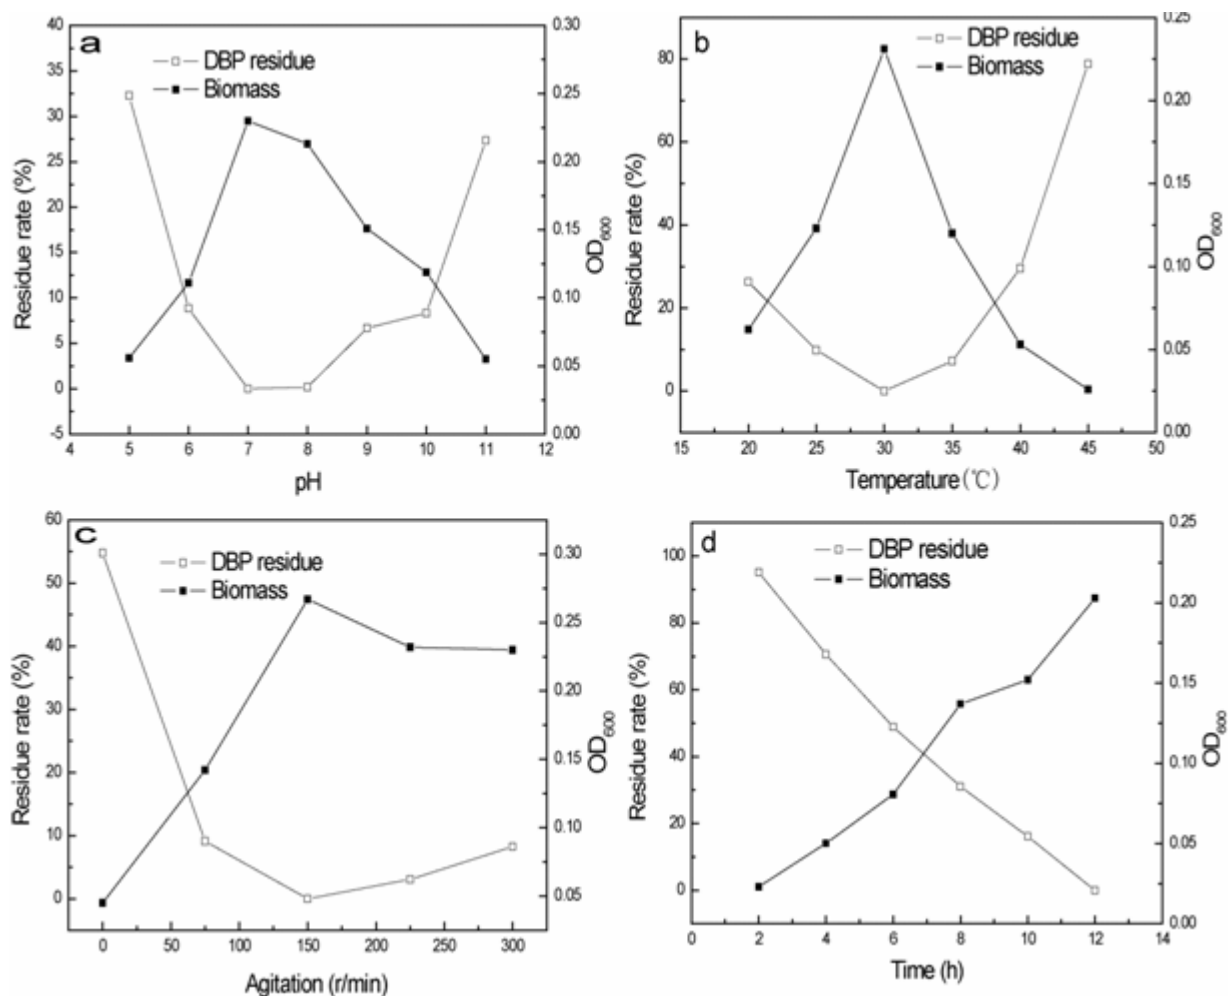 a
DBP residue
Biomass
40
35
30
25
20
15
10
5
0
-5
Residue rate (%)
0.30
0.25
0.20
0.15
0.10
0.05
0.00
OD600
4 5 6 7 8 9 10 11 12
pH
b
DBP residue
Biomass
80
60
40
20
0
Residue rate (%)
0.25
0.20
0.15
0.10
0.05
0.00
OD600
15 20 25 30 35 40 45 50
Temperature(℃)
c
DBP residue
Biomass
60
50
40
30
20
10
0
Residue rate (%)
0.30
0.25
0.20
0.15
0.10
0.05
OD600
0 50 100 150 200 250 300
Agitation (r/min)
d
DBP residue
Biomass
100
80
60
40
20
0
Residue rate (%)
0.25
0.20
0.15
0.10
0.05
0.00
OD600
0 2 4 6 8 10 12 14
Time (h)